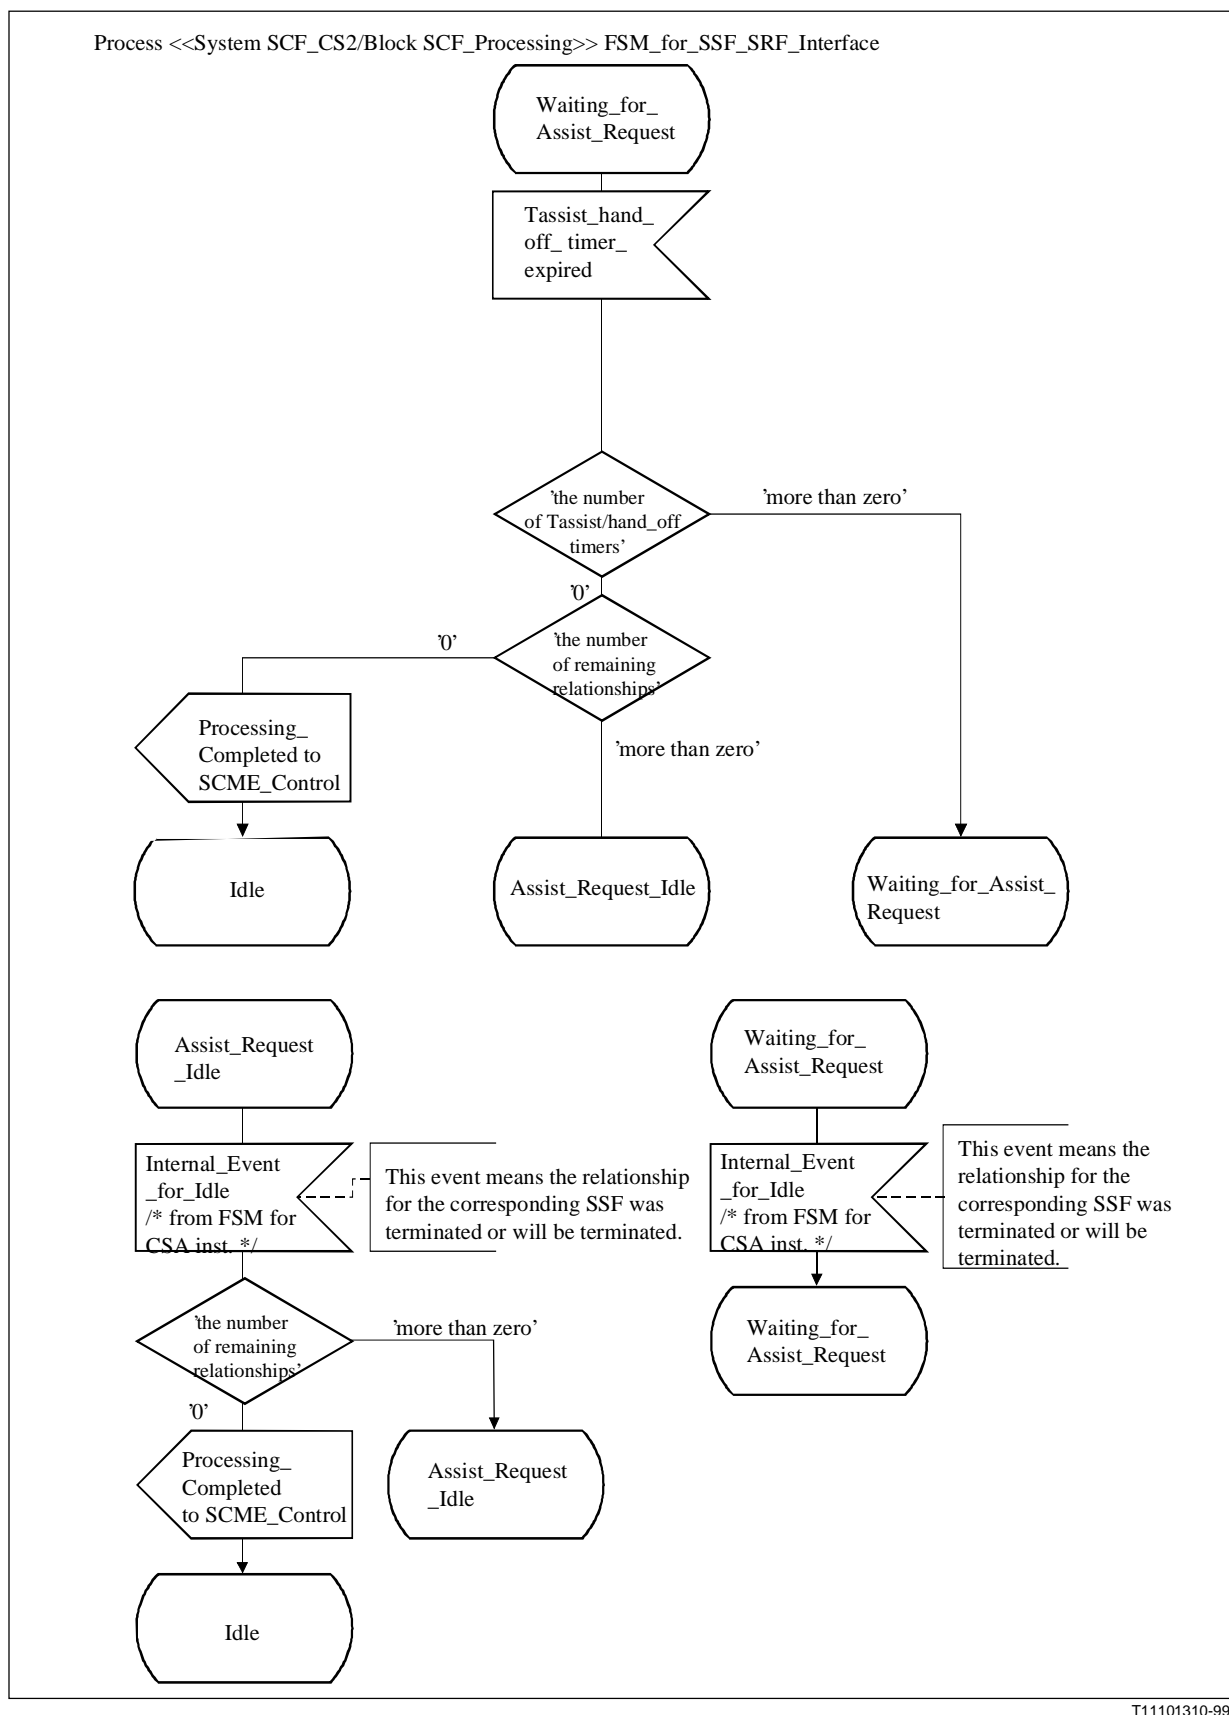 Process <<System SCF_CS2/Block SCF_Processing>> FSM_for_SSF_SRF_Interface
Waiting_for_
Assist_Request
Tassist_hand_
off_ timer_
expired
'the number
of Tassist/hand_off
timers'
'more than zero'
'0'
'0'
'the number
of remaining
relationships'
Processing_
Completed to
SCME_Control
'more than zero'
Idle
Assist_Request_Idle
Waiting_for_Assist_
Request
Assist_Request
_Idle
Internal_Event
_for_Idle
/* from FSM for
CSA inst. */
This event means the relationship
for the corresponding SSF was
terminated or will be terminated.
'the number
of remaining
relationships'
'more than zero'
'0'
Processing_
Completed
to SCME_Control
Assist_Request
_Idle
Idle
Waiting_for_
Assist_Request
Internal_Event
_for_Idle
/* from FSM for
CSA inst. */
This event means the
relationship for the
corresponding SSF was
terminated or will be
terminated.
Waiting_for_
Assist_Request
T11101310-99